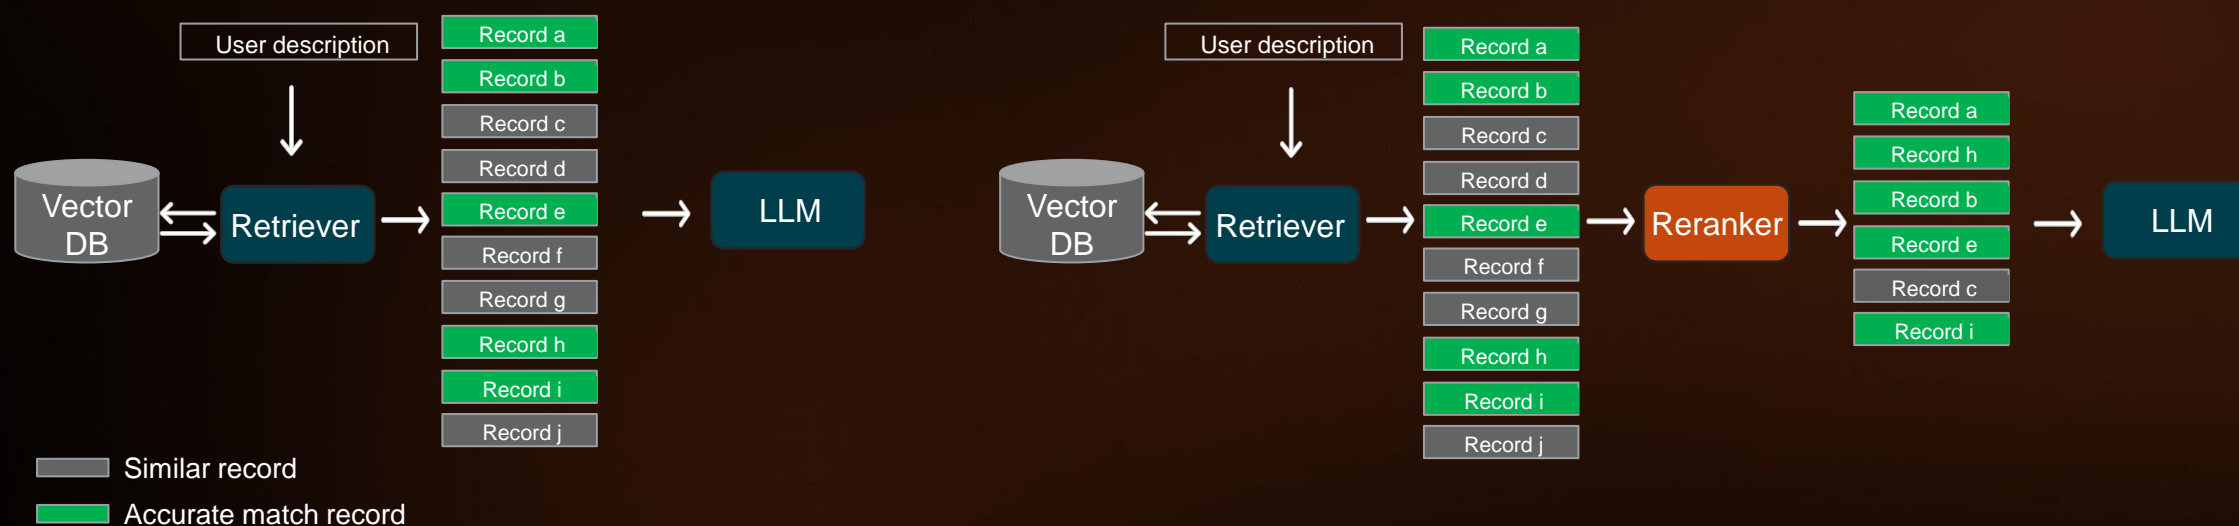 User description
Vector
DB
Retriever
Record a
Record b
Record c
Record d
Record e
Record f
Record g
Record h
Record i
Record j
LLM
Similar record
Accurate match record
User description
Vector
DB
Retriever
Record a
Record b
Record c
Record d
Record e
Record f
Record g
Record h
Record i
Record j
Reranker
Record a
Record h
Record b
Record e
Record c
Record i
LLM